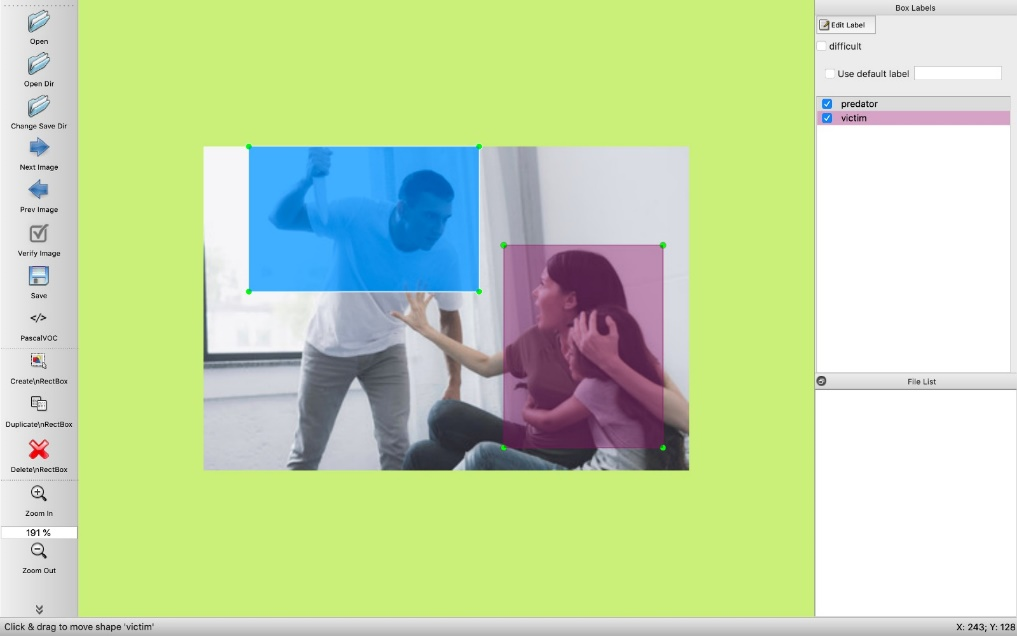 Open
Open Dir
Change Save Dir
Next Image
Prev Image
Verify Image
Save
</>
PascalVOC
Create\nRectBox
Duplicate\nRectBox
Delete\nRectBox
Zoom In
191 %
Zoom Out
Click & drag to move shape 'victim'
Box Labels
Edit Label
difficult
Use default label
predator
victim
File List
X: 243; Y: 128